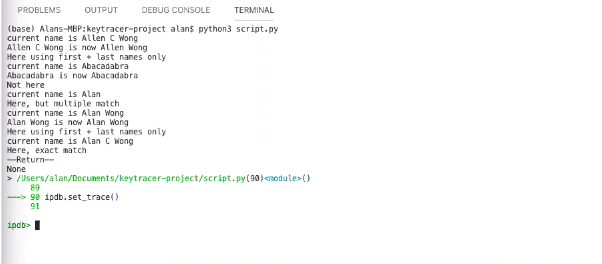 PROBLEMS OUTPUT DEBUG CONSOLE TERMINAL
(base) Alans-MBP:keytracer-project alan$ python3 script.py
current name is Allen C Wong
Allen C Wong is now Allen Wong
Here using first + last names only
current name is Abacadabra
Abacadabra is now Abacadabra
Not here
current name is Alan
Here, but multiple match
current name is Alan Wong
Alan Wong is now Alan Wong
Here using first + last names only
current name is Alan C Wong
Here, exact match
--Return--
None
> /Users/alan/Documents/keytracer-project/script.py(90)<module>()
89
---> 90 ipdb.set_trace()
91
ipdb>